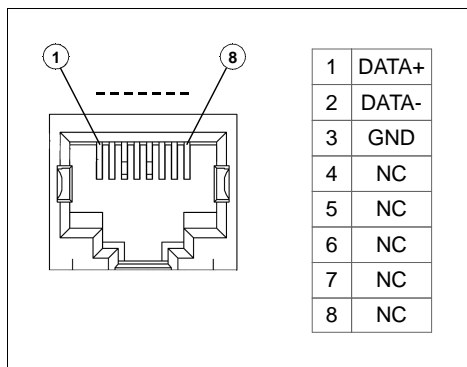 1 8
1 DATA+
2 DATA-
3 GND
4 NC
5 NC
6 NC
7 NC
8 NC